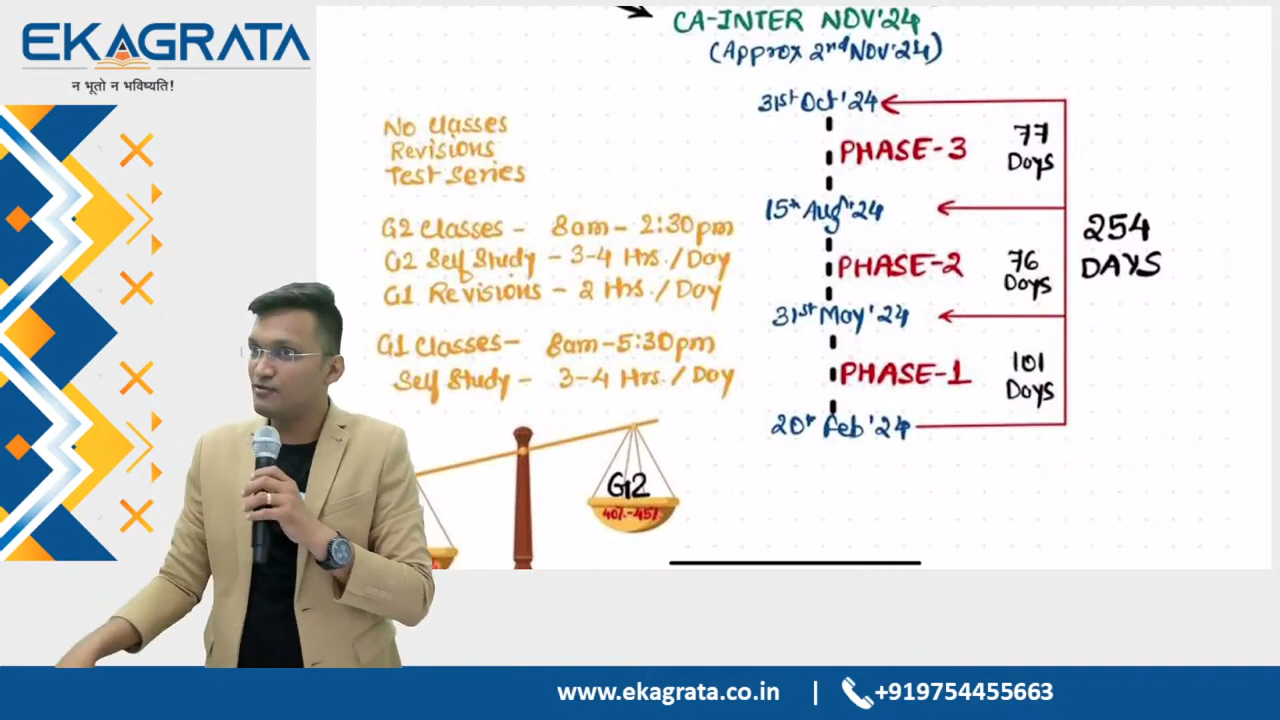 EKAGRATA
न भूतो न भविष्यति!
CA-INTER NOV'24
(Approx 2nd NOV'24)
31st Oct'24
No classes
Revisions
Test Series
PHASE-3
77
Days
15th Aug'24
G2 Classes - 8am - 2:30pm
G2 Self Study - 3-4 Hrs./Day
G1 Revisions - 2 Hrs./Day
PHASE-2
76
Days
254
DAYS
31st May'24
G1 Classes - 8am-5:30pm
Self Study - 3-4 Hrs./Day
PHASE-1
101
Days
20th Feb'24
G2
40%-45%
www.ekagrata.co.in | +919754455663